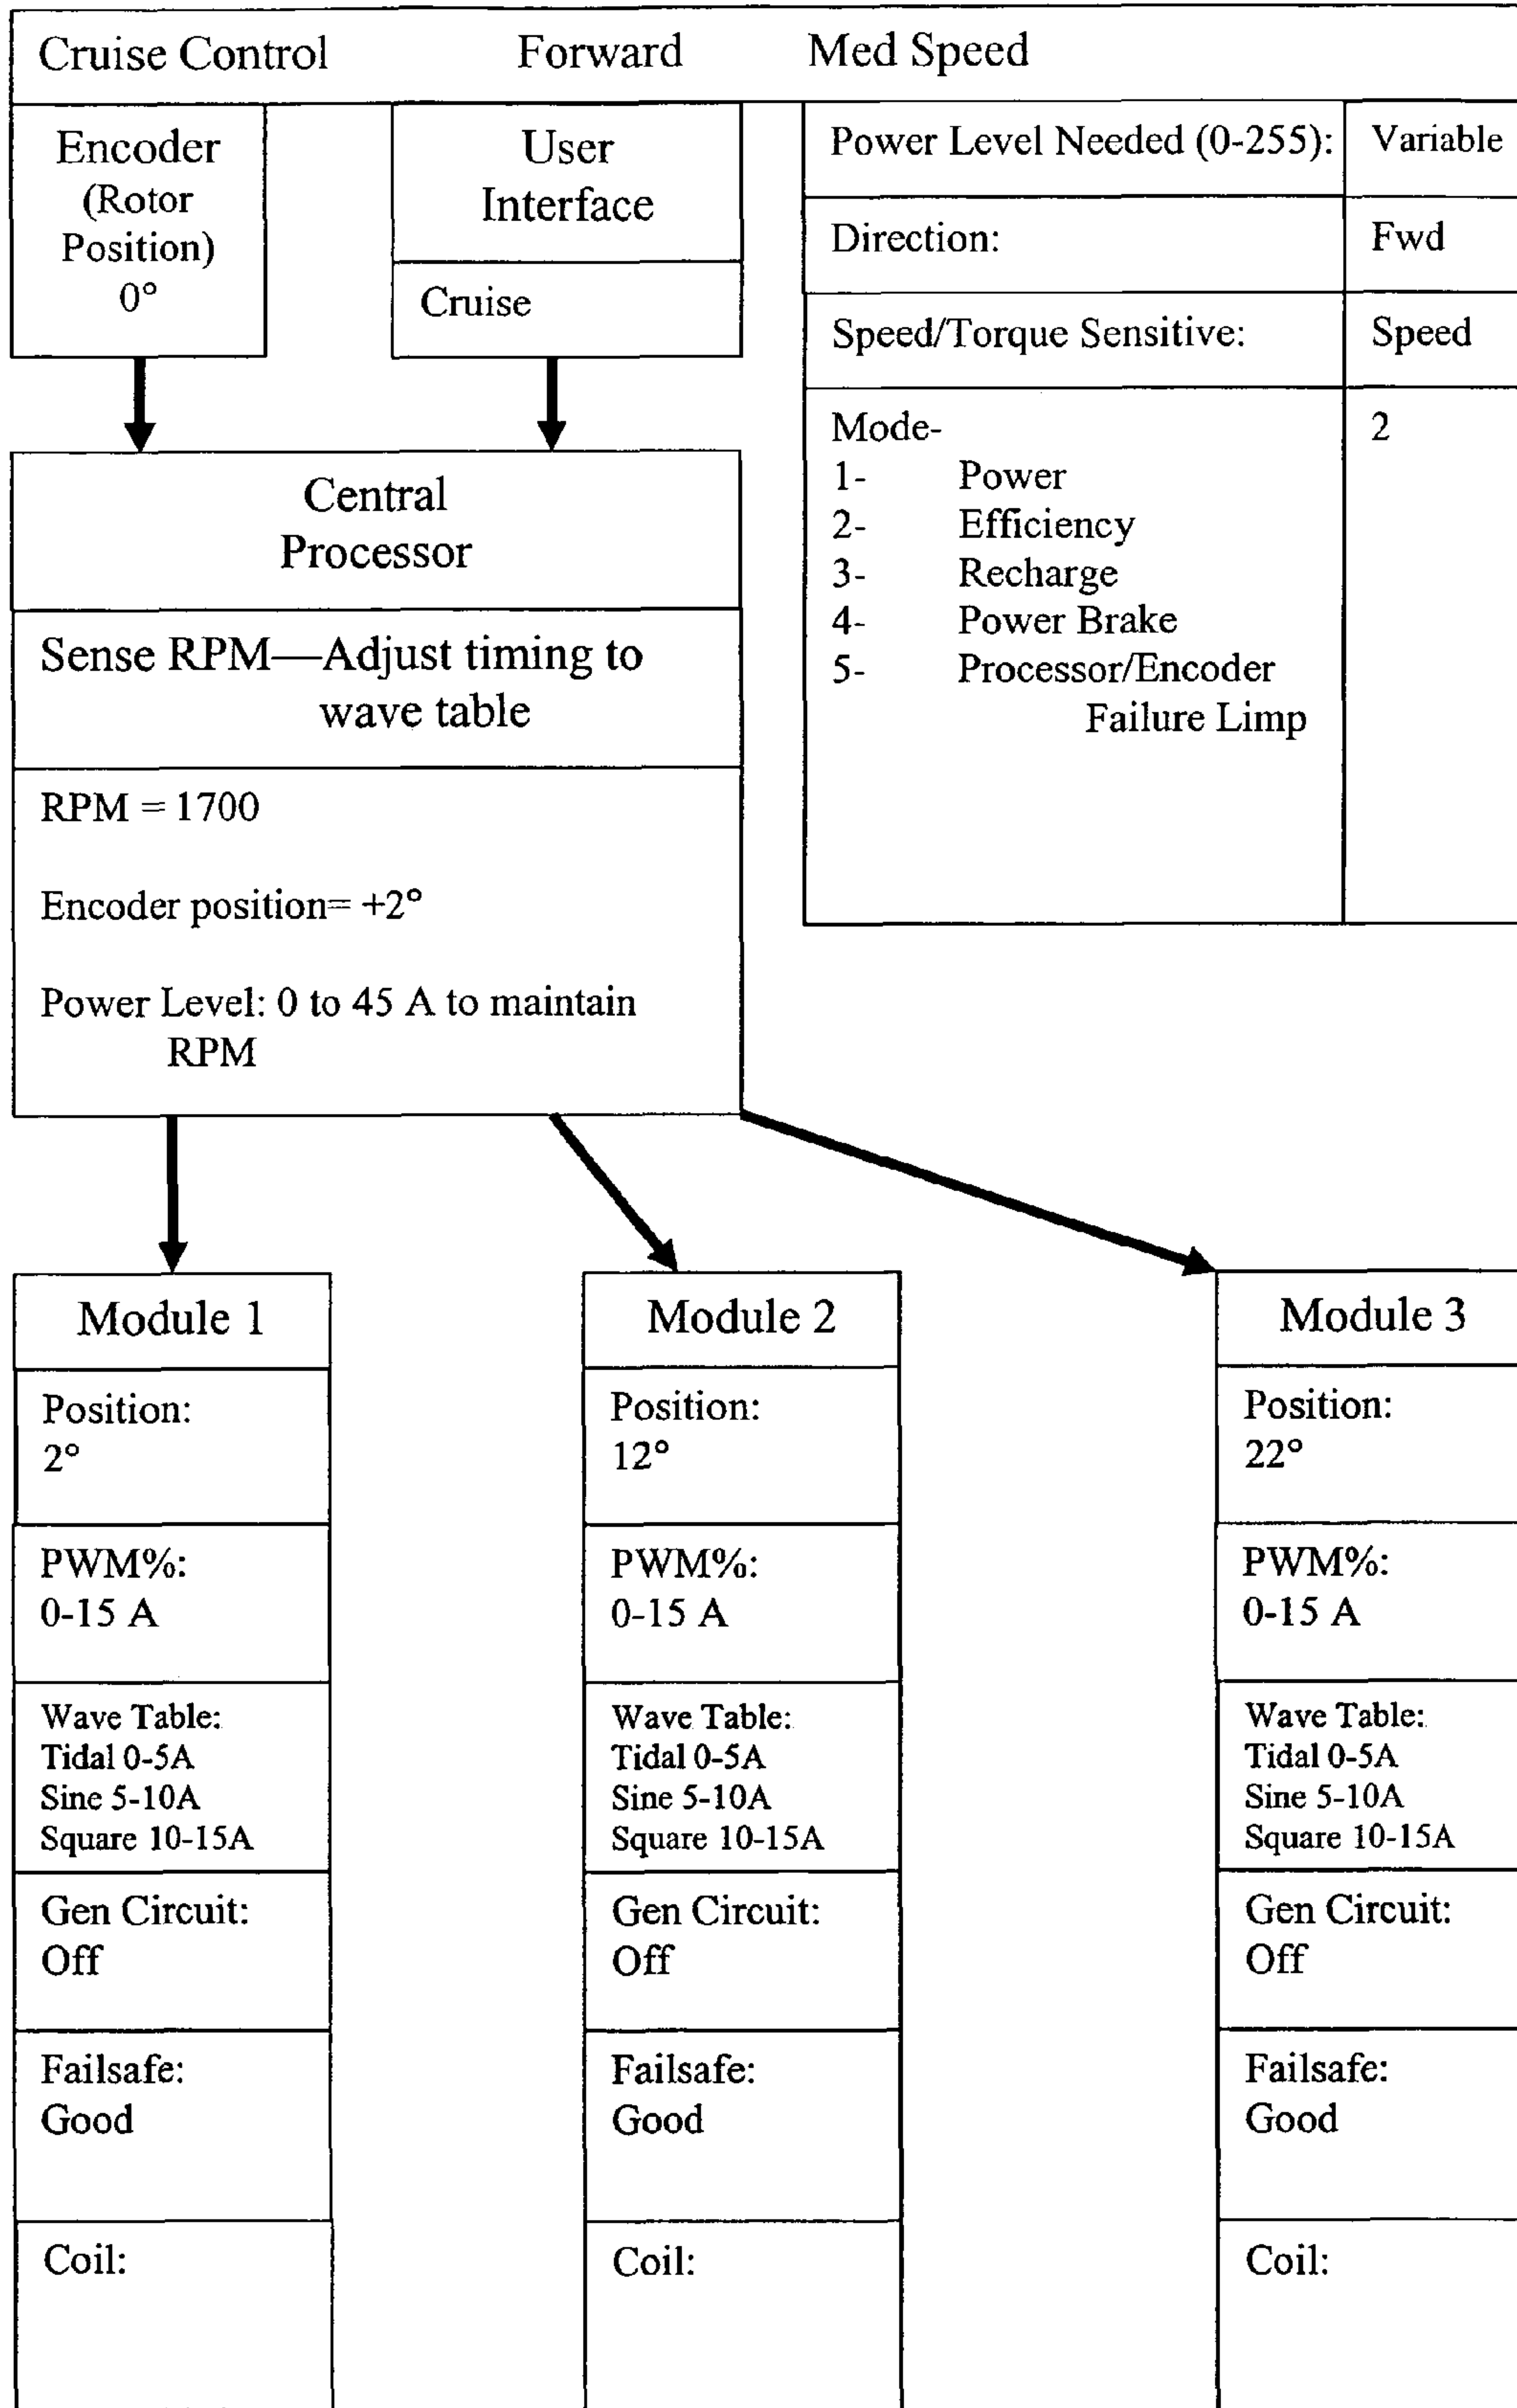 Cruise Control Forward Med Speed
Encoder
(Rotor
Position)
0°
User
Interface
Cruise
Power Level Needed (0-255): Variable
Direction: Fwd
Speed/Torque Sensitive: Speed
Mode- 2
1- Power
2- Efficiency
3- Recharge
4- Power Brake
5- Processor/Encoder
Failure Limp
Central
Processor
Sense RPM—Adjust timing to
wave table
RPM = 1700
Encoder position= +2°
Power Level: 0 to 45 A to maintain
RPM
Module 1
Position:
2°
PWM%:
0-15 A
Wave Table:
Tidal 0-5A
Sine 5-10A
Square 10-15A
Gen Circuit:
Off
Failsafe:
Good
Coil:
Module 2
Position:
12°
PWM%:
0-15 A
Wave Table:
Tidal 0-5A
Sine 5-10A
Square 10-15A
Gen Circuit:
Off
Failsafe:
Good
Coil:
Module 3
Position:
22°
PWM%:
0-15 A
Wave Table:
Tidal 0-5A
Sine 5-10A
Square 10-15A
Gen Circuit:
Off
Failsafe:
Good
Coil: